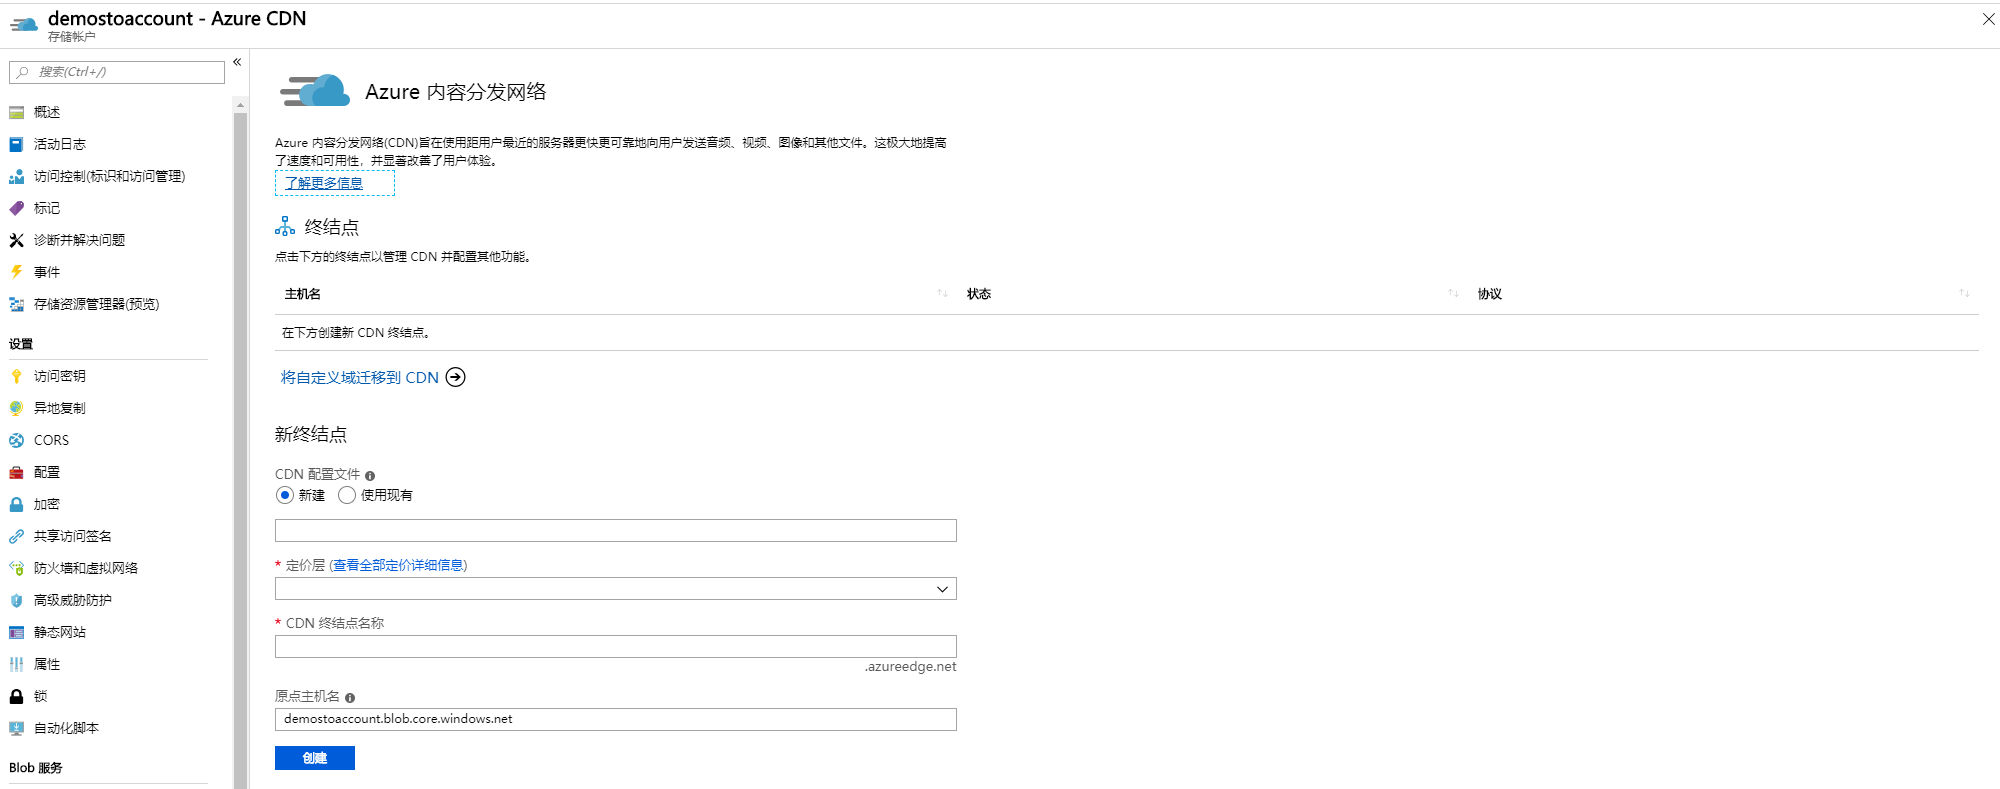 demostoaccount - Azure CDN
存储帐户
搜索(Ctrl+/)
«
概述
活动日志
访问控制(标识和访问管理)
标记
诊断并解决问题
事件
存储资源管理器(预览)
设置
访问密钥
异地复制
CORS
配置
加密
共享访问签名
防火墙和虚拟网络
高级威胁防护
静态网站
属性
锁
自动化脚本
Blob 服务
Azure 内容分发网络
Azure 内容分发网络(CDN)旨在使用距用户最近的服务器更快更可靠地向用户发送音频、视频、图像和其他文件。这极大地提高
了速度和可用性，并显著改善了用户体验。
了解更多信息
终结点
点击下方的终结点以管理 CDN 并配置其他功能。
主机名 状态 协议
在下方创建新 CDN 终结点。
将自定义域迁移到 CDN
新终结点
CDN 配置文件
新建 使用现有
* 定价层 (查看全部定价详细信息)
* CDN 终结点名称
.azureedge.net
原点主机名
demostoaccount.blob.core.windows.net
创建